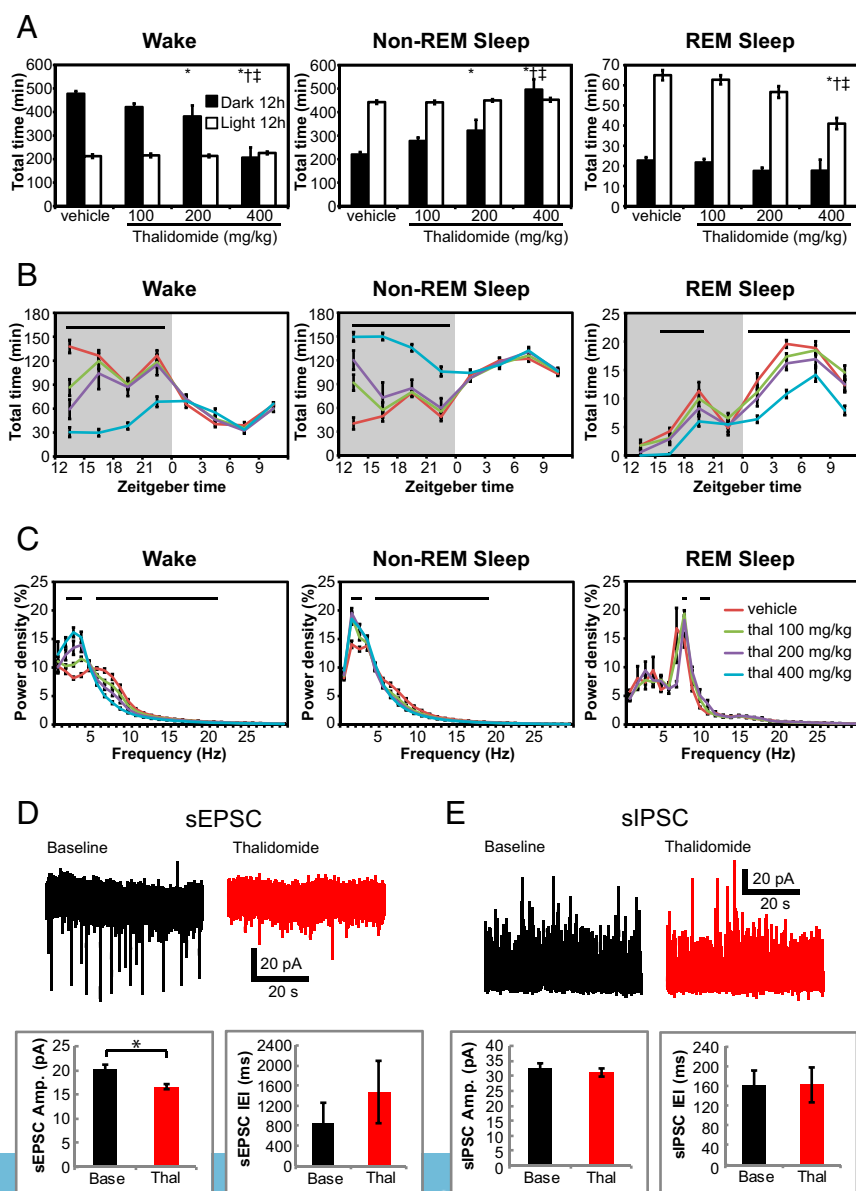 A
Wake
Non-REM Sleep
REM Sleep
Total time (min)
600
500
400
300
200
100
0
*
*†‡
Dark 12h
Light 12h
vehicle
100
200
400
Thalidomide (mg/kg)
Total time (min)
600
500
400
300
200
100
0
*
*†‡
vehicle
100
200
400
Thalidomide (mg/kg)
Total time (min)
70
60
50
40
30
20
10
0
*†‡
vehicle
100
200
400
Thalidomide (mg/kg)
B
Wake
Non-REM Sleep
REM Sleep
Total time (min)
180
150
120
90
60
30
0
12 15 18 21 0 3 6 9
Zeitgeber time
Total time (min)
180
150
120
90
60
30
0
12 15 18 21 0 3 6 9
Zeitgeber time
Total time (min)
25
20
15
10
5
0
12 15 18 21 0 3 6 9
Zeitgeber time
C
Wake
Non-REM Sleep
REM Sleep
Power density (%)
25
20
15
10
5
0
5 10 15 20 25
Frequency (Hz)
Power density (%)
25
20
15
10
5
0
5 10 15 20 25
Frequency (Hz)
Power density (%)
25
20
15
10
5
0
5 10 15 20 25
Frequency (Hz)
vehicle
thal 100 mg/kg
thal 200 mg/kg
thal 400 mg/kg
D
sEPSC
Baseline
Thalidomide
20 pA
20 s
sEPSC Amp. (pA)
25
20
15
10
5
0
*
Base
Thal
sEPSC IEI (ms)
2400
2000
1600
1200
800
400
0
Base
Thal
E
sIPSC
Baseline
Thalidomide
20 pA
20 s
sIPSC Amp. (pA)
40
35
30
25
20
15
10
5
0
Base
Thal
sIPSC IEI (ms)
240
200
160
120
80
40
0
Base
Thal